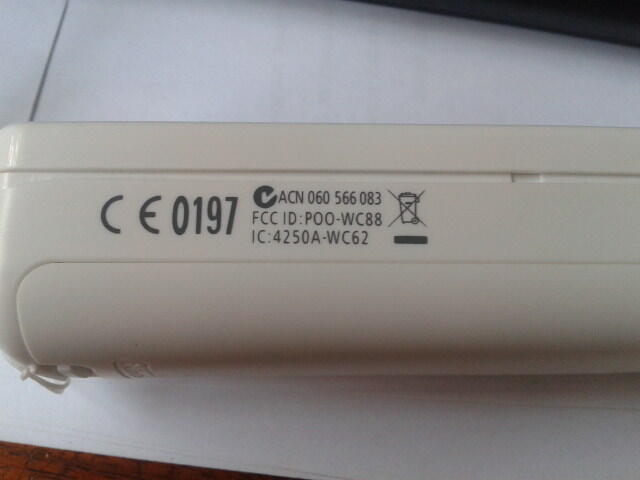 CE 0197
ACN 060 566 083
FCC ID: POO-WC88
IC:4250A-WC62